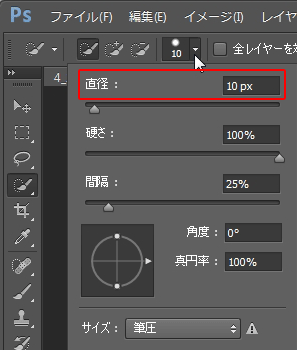 Ps ファイル(F) 編集(E) イメージ(I) レイヤ
10 全レイヤーを対
4_
直径： 10 px
硬さ： 100%
間隔： 25%
角度： 0°
真円率： 100%
サイズ： 筆圧